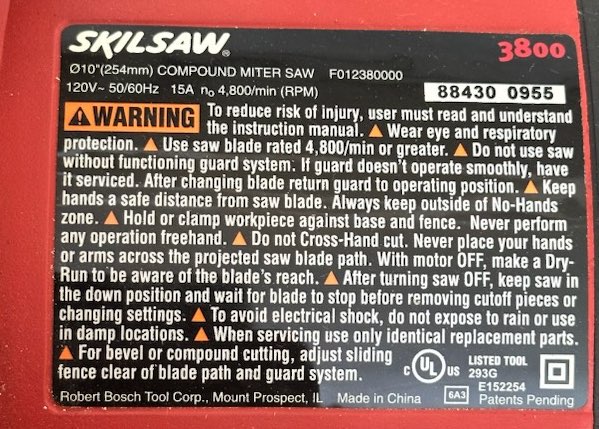 SKILSAW® 3800
Ø10"(254mm) COMPOUND MITER SAW F012380000
120V~ 50/60Hz 15A n₀ 4,800/min (RPM) 88430 0955
WARNING To reduce risk of injury, user must read and understand
the instruction manual. ▲ Wear eye and respiratory
protection. ▲ Use saw blade rated 4,800/min or greater. ▲ Do not use saw
without functioning guard system. If guard doesn't operate smoothly, have
it serviced. After changing blade return guard to operating position. ▲ Keep
hands a safe distance from saw blade. Always keep outside of No-Hands
zone. ▲ Hold or clamp workpiece against base and fence. Never perform
any operation freehand. ▲ Do not Cross-Hand cut. Never place your hands
or arms across the projected saw blade path. With motor OFF, make a Dry-
Run to be aware of the blade's reach. ▲ After turning saw OFF, keep saw in
the down position and wait for blade to stop before removing cutoff pieces or
changing settings. ▲ To avoid electrical shock, do not expose to rain or use
in damp locations. ▲ When servicing use only identical replacement parts.
▲ For bevel or compound cutting, adjust sliding
fence clear of blade path and guard system.
C UL US LISTED TOOL
293G
E152254
Robert Bosch Tool Corp., Mount Prospect, IL Made in China 6A3 Patents Pending